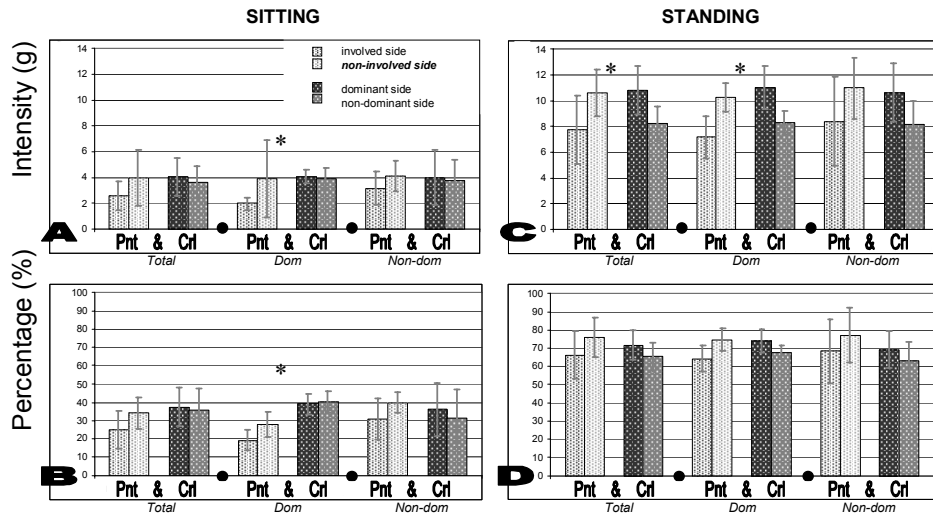 SITTING
STANDING
Intensity (g)
14
12
10
8
6
4
2
0
involved side
non-involved side
dominant side
non-dominant side
*
A
Pnt & Crl
Pnt & Crl
Pnt & Crl
Total
Dom
Non-dom
14
12
10
8
6
4
2
0
*
*
C
Pnt & Crl
Pnt & Crl
Pnt & Crl
Total
Dom
Non-dom
Percentage (%)
100
90
80
70
60
50
40
30
20
10
0
*
B
Pnt & Crl
Pnt & Crl
Pnt & Crl
Total
Dom
Non-dom
100
90
80
70
60
50
40
30
20
10
0
D
Pnt & Crl
Pnt & Crl
Pnt & Crl
Total
Dom
Non-dom